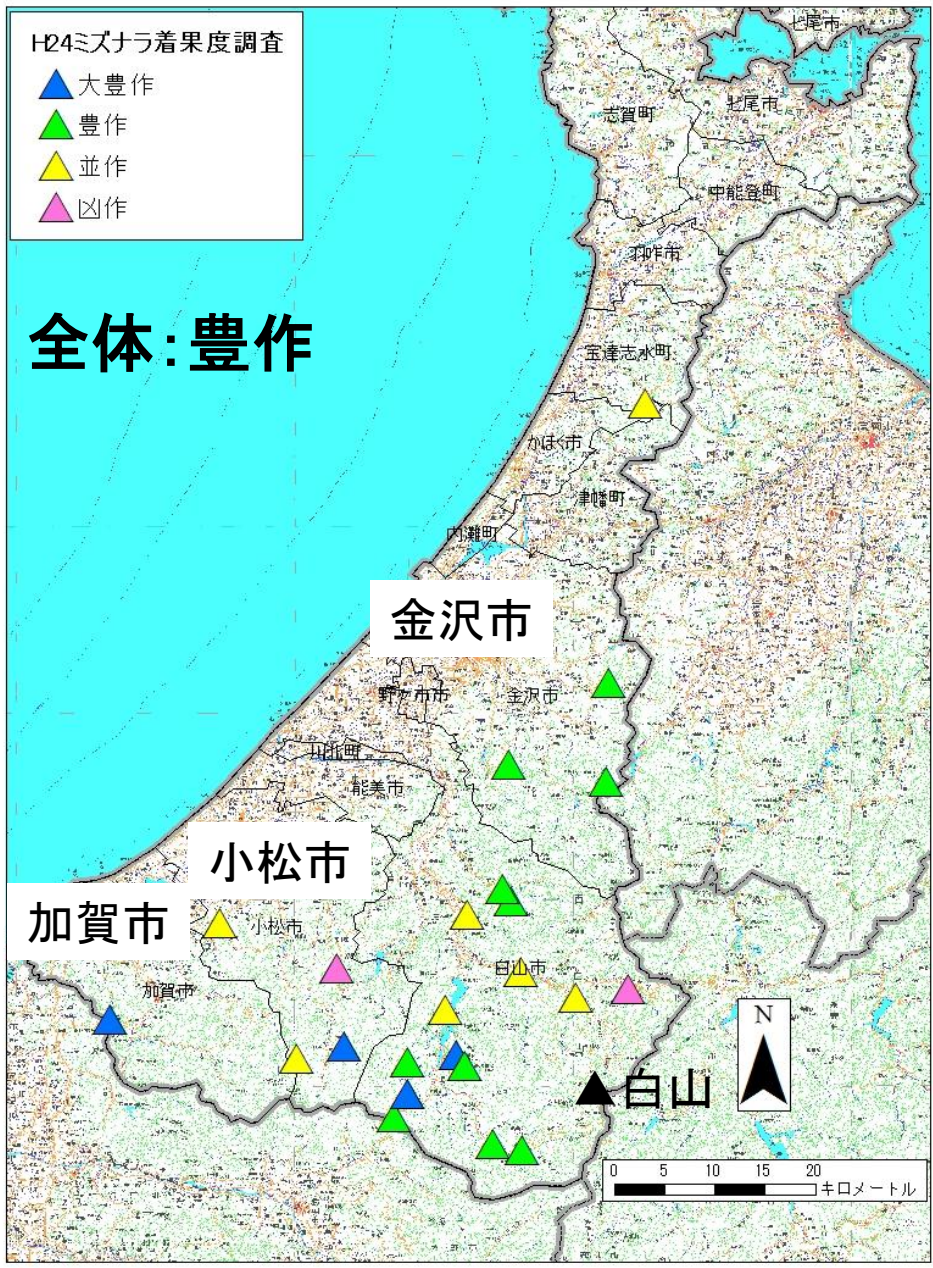 H24ミズナラ着果度調査
大豊作
豊作
並作
凶作
全体：豊作
七尾市
志賀町
七尾市
中能登町
羽咋市
宝達志水町
かほく市
津幡町
内灘町
金沢市
野々市市
金沢市
川北町
能美市
小松市
加賀市
小松市
白山市
加賀市
N
白山
0 5 10 15 20
キロメートル